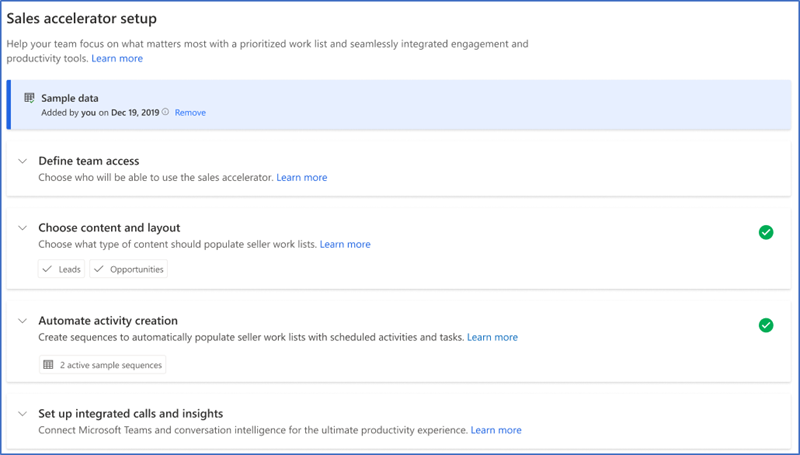 Sales accelerator setup
Help your team focus on what matters most with a prioritized work list and seamlessly integrated engagement and
productivity tools. Learn more
Sample data
Added by you on Dec 19, 2019 Remove
Define team access
Choose who will be able to use the sales accelerator. Learn more
Choose content and layout
Choose what type of content should populate seller work lists. Learn more
Leads Opportunities
Automate activity creation
Create sequences to automatically populate seller work lists with scheduled activities and tasks. Learn more
2 active sample sequences
Set up integrated calls and insights
Connect Microsoft Teams and conversation intelligence for the ultimate productivity experience. Learn more